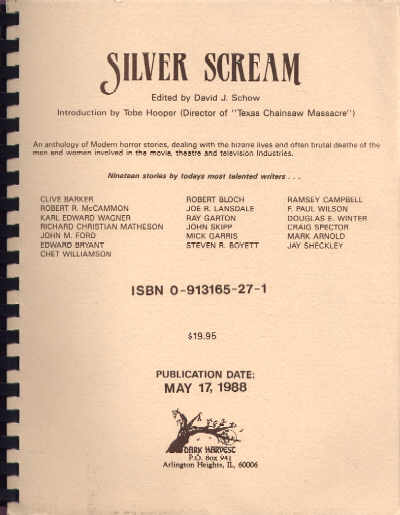 SILVER SCREAM
Edited by David J. Schow
Introduction by Tobe Hooper (Director of "Texas Chainsaw Massacre")
An anthology of Modern horror stories, dealing with the bizarre lives and often brutal deaths of the
men and women involved in the movie, theatre and television industries.
Nineteen stories by todays most talented writers . . .
CLIVE BARKER
ROBERT R. McCAMMON
KARL EDWARD WAGNER
RICHARD CHRISTIAN MATHESON
JOHN M. FORD
EDWARD BRYANT
CHET WILLIAMSON
ROBERT BLOCH
JOE R. LANSDALE
RAY GARTON
JOHN SKIPP
MICK GARRIS
STEVEN R. BOYETT
RAMSEY CAMPBELL
F. PAUL WILSON
DOUGLAS E. WINTER
CRAIG SPECTOR
MARK ARNOLD
JAY SHECKLEY
ISBN 0-913165-27-1
$19.95
PUBLICATION DATE:
MAY 17, 1988
DARK HARVEST
P.O. Box 941
Arlington Heights, IL, 60006